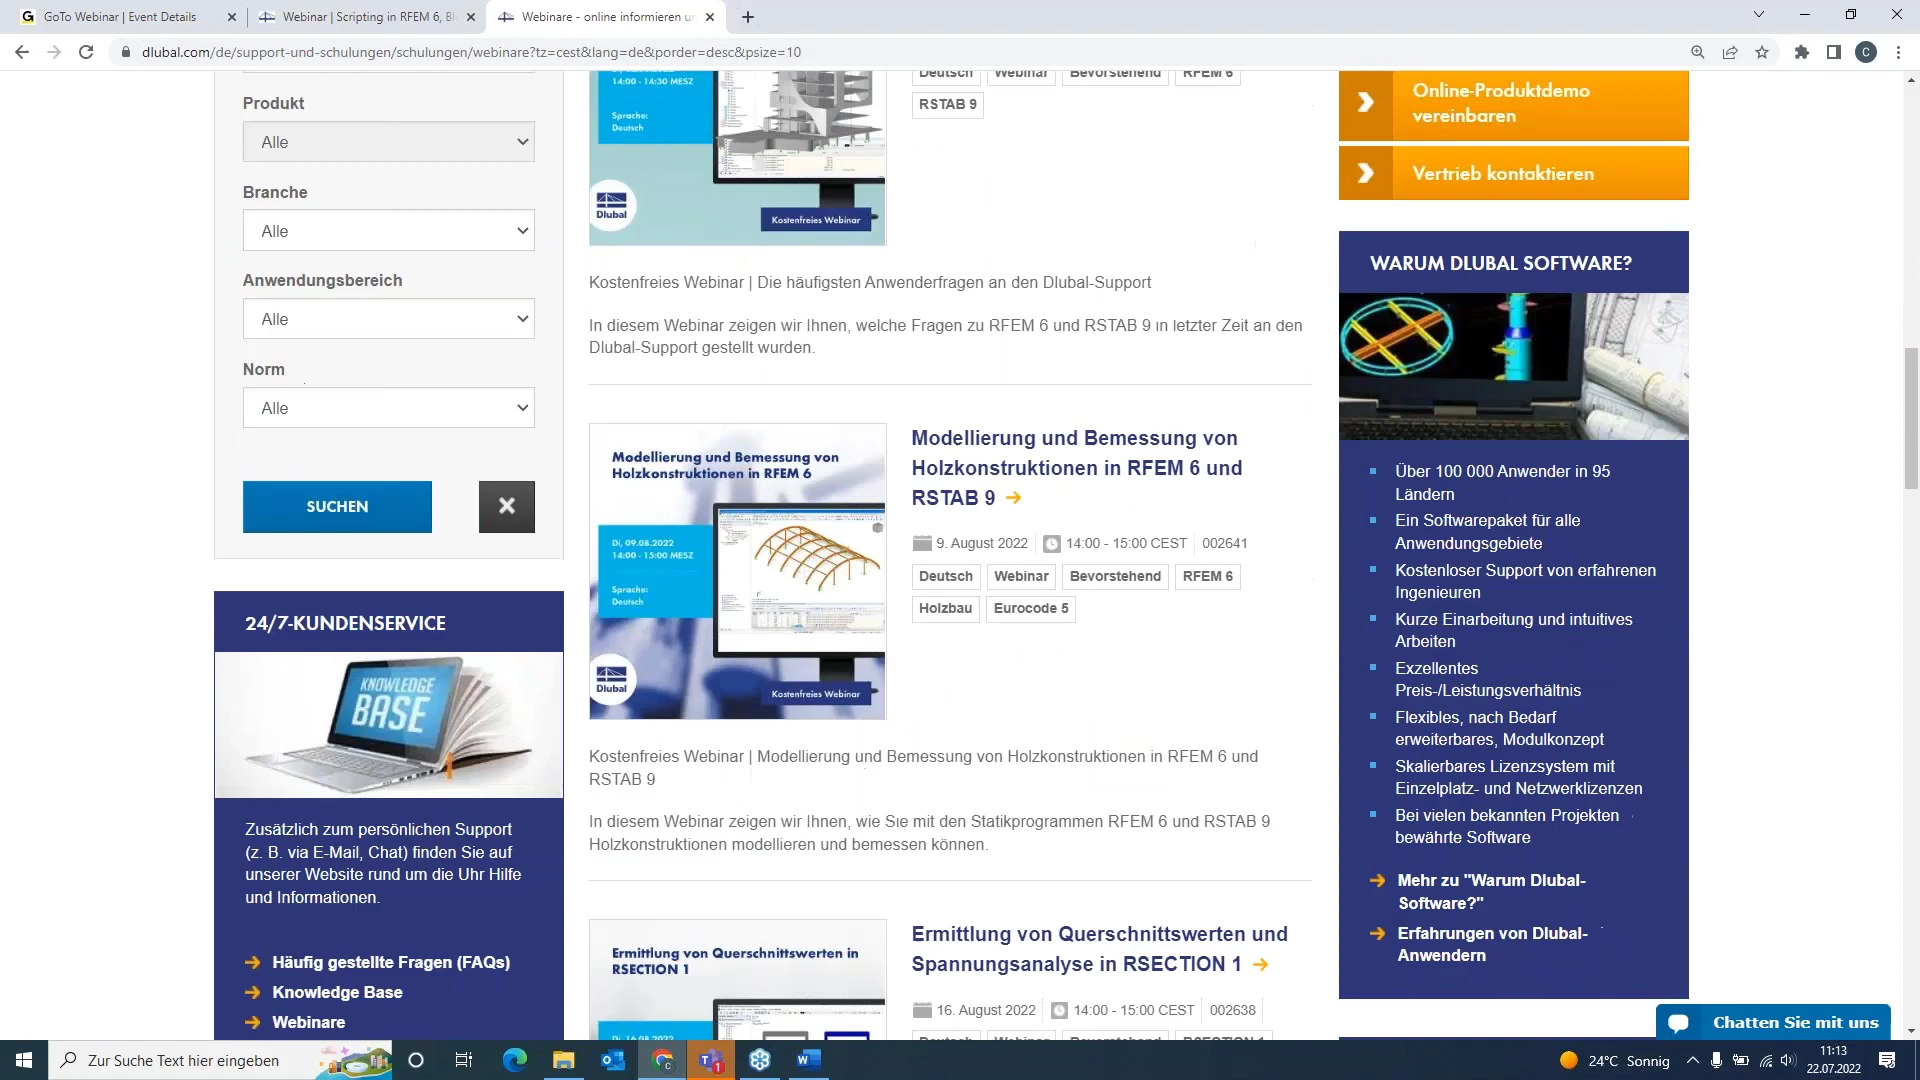 GoTo Webinar | Event Details
Webinar | Scripting in RFEM 6, Bl
Webinare - online informieren un
dlubal.com/de/support-und-schulungen/schulungen/webinare?tz=cest&lang=de&porder=desc&psize=10
C
Produkt
Alle
Branche
Alle
Anwendungsbereich
Alle
Norm
Alle
SUCHEN
24/7-KUNDENSERVICE
KNOWLEDGE
BASE
Zusätzlich zum persönlichen Support
(z. B. via E-Mail, Chat) finden Sie auf
unserer Website rund um die Uhr Hilfe
und Informationen.
Häufig gestellte Fragen (FAQs)
Knowledge Base
Webinare
14:00 - 14:30 MESZ
Sprache:
Deutsch
Dlubal
Kostenfreies Webinar
Deutsch
Webinar
Bevorstehend
RFEM 6
RSTAB 9
Kostenfreies Webinar | Die häufigsten Anwenderfragen an den Dlubal-Support
In diesem Webinar zeigen wir Ihnen, welche Fragen zu RFEM 6 und RSTAB 9 in letzter Zeit an den
Dlubal-Support gestellt wurden.
Modellierung und Bemessung von
Holzkonstruktionen in RFEM 6
Di, 09.08.2022
14:00 - 15:00 MESZ
Sprache:
Deutsch
Dlubal
Kostenfreies Webinar
Modellierung und Bemessung von
Holzkonstruktionen in RFEM 6 und
RSTAB 9
9. August 2022
14:00 - 15:00 CEST
002641
Deutsch
Webinar
Bevorstehend
RFEM 6
Holzbau
Eurocode 5
Kostenfreies Webinar | Modellierung und Bemessung von Holzkonstruktionen in RFEM 6 und
RSTAB 9
In diesem Webinar zeigen wir Ihnen, wie Sie mit den Statikprogrammen RFEM 6 und RSTAB 9
Holzkonstruktionen modellieren und bemessen können.
Ermittlung von Querschnittswerten in
RSECTION 1
Di, 16.08.2022
Ermittlung von Querschnittswerten und
Spannungsanalyse in RSECTION 1
16. August 2022
14:00 - 15:00 CEST
002638
Deutsch
Webinar
Bevorstehend
RSECTION 1
Online-Produktdemo
vereinbaren
Vertrieb kontaktieren
WARUM DLUBAL SOFTWARE?
Über 100 000 Anwender in 95
Ländern
Ein Softwarepaket für alle
Anwendungsgebiete
Kostenloser Support von erfahrenen
Ingenieuren
Kurze Einarbeitung und intuitives
Arbeiten
Exzellentes
Preis-/Leistungsverhältnis
Flexibles, nach Bedarf
erweiterbares, Modulkonzept
Skalierbares Lizenzsystem mit
Einzelplatz- und Netzwerklizenzen
Bei vielen bekannten Projekten
bewährte Software
Mehr zu "Warum Dlubal-
Software?"
Erfahrungen von Dlubal-
Anwendern
Chatten Sie mit uns
Zur Suche Text hier eingeben
24°C Sonnig
11:13
22.07.2022